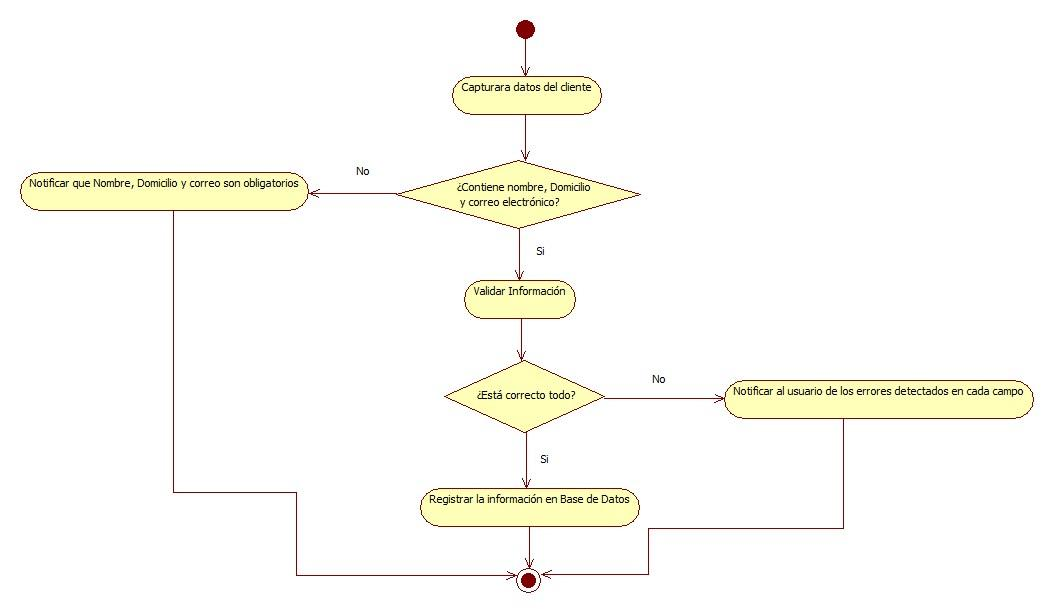 Capturara datos del cliente
No
Notificar que Nombre, Domicilio y correo son obligatorios
¿Contiene nombre, Domicilio
y correo electrónico?
Si
Validar Información
¿Está correcto todo?
No
Notificar al usuario de los errores detectados en cada campo
Si
Registrar la información en Base de Datos